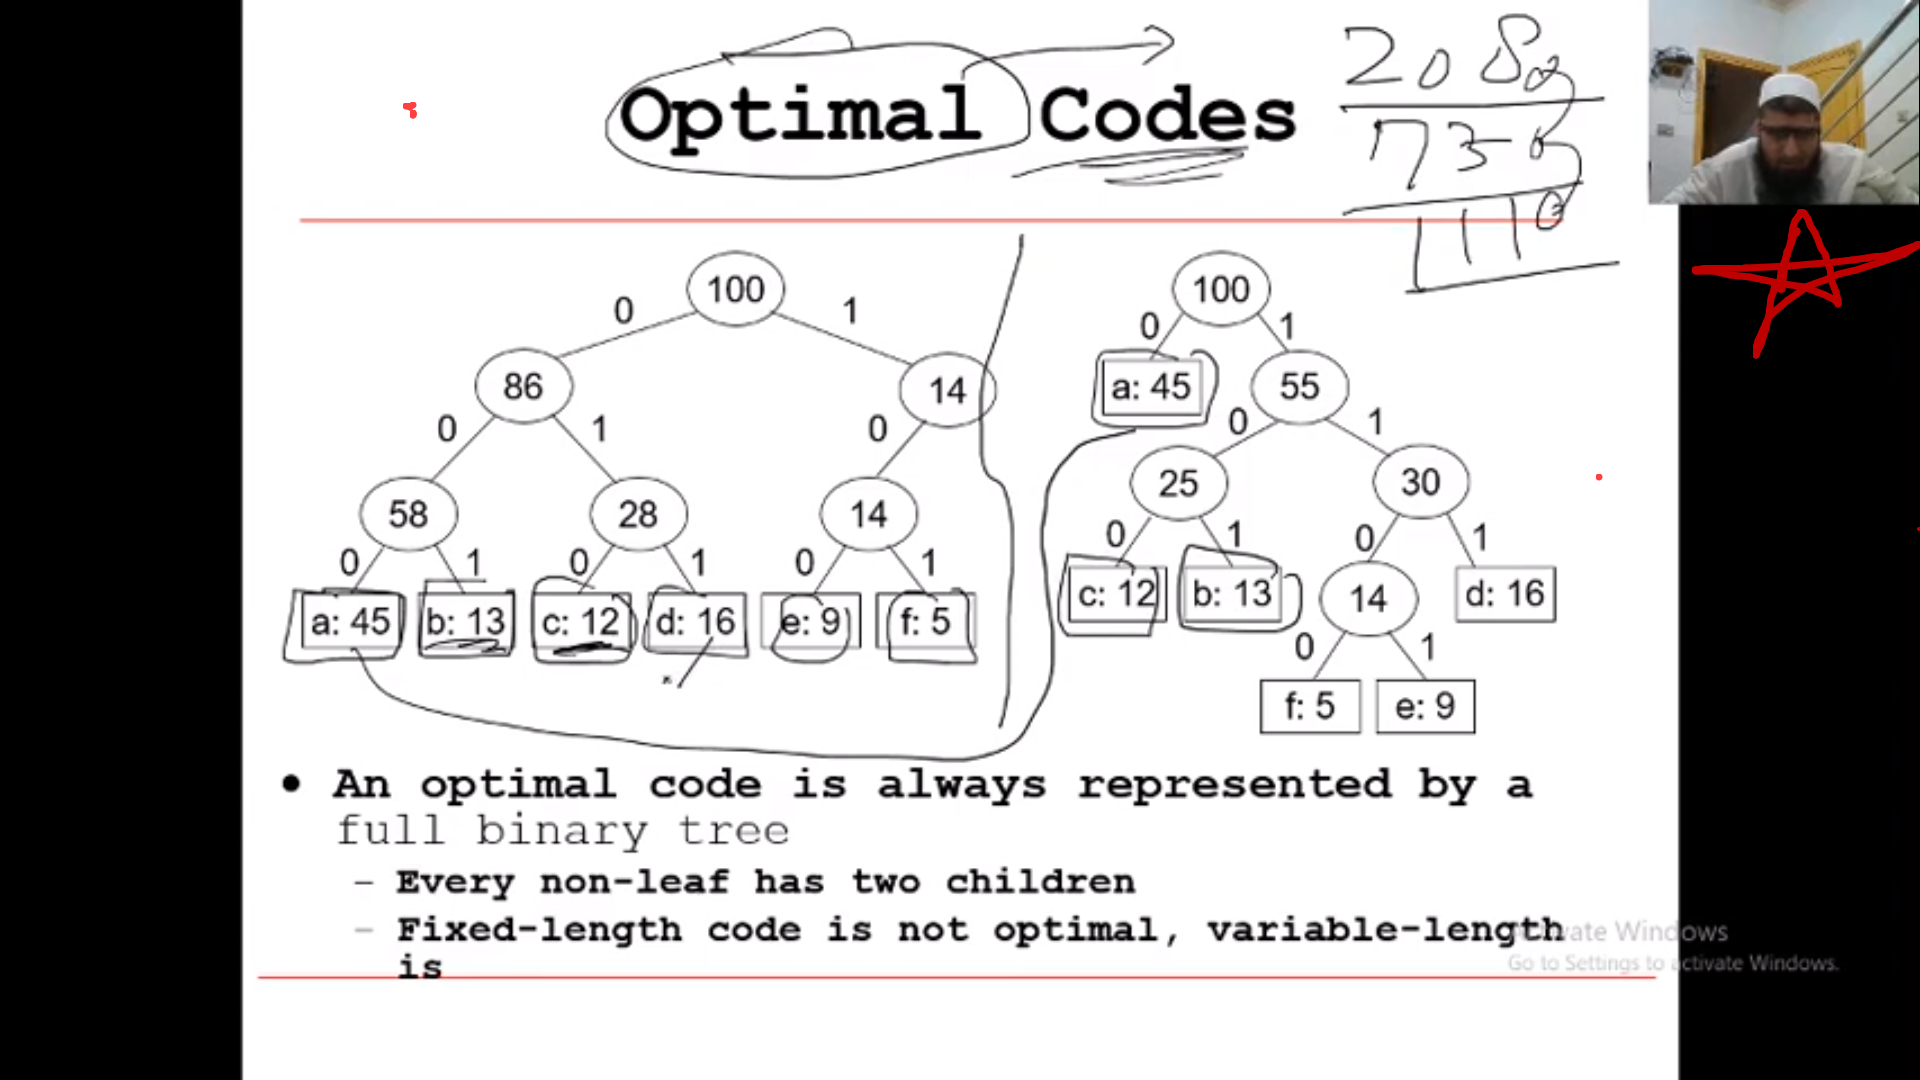 Optimal Codes
208
73
111
100
100
0
1
0
1
86
14
a: 45
55
0
1
0
0
1
58
28
14
25
30
0
1
0
1
0
1
0
1
0
1
a: 45
b: 13
c: 12
d: 16
e: 9
f: 5
c: 12
b: 13
14
d: 16
0
1
f: 5
e: 9
• An optimal code is always represented by a
full binary tree
– Every non-leaf has two children
– Fixed-length code is not optimal, variable-length
is
Activate Windows
Go to Settings to activate Windows.